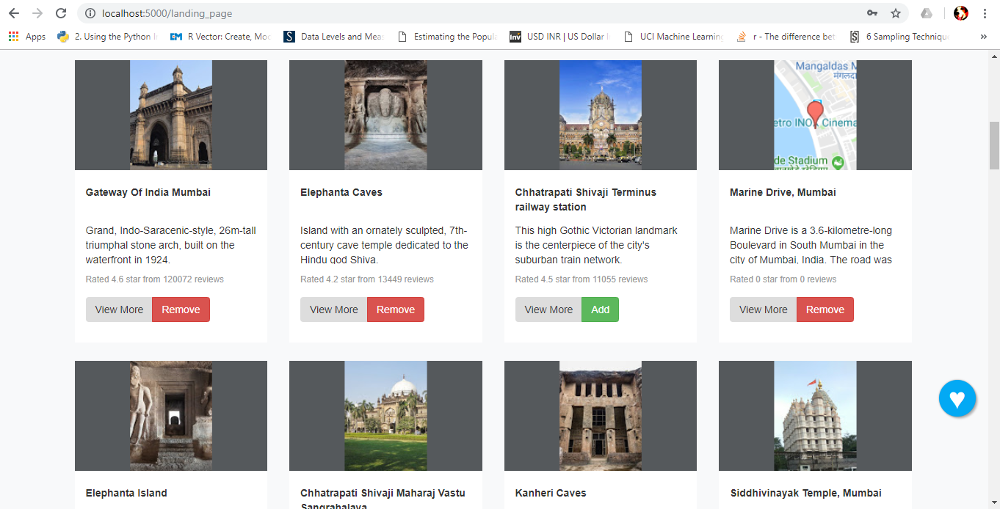 localhost:5000/landing_page
Apps
2. Using the Python I
R Vector: Create, Moc
Data Levels and Mea
Estimating the Popula
USD INR | US Dollar I
UCI Machine Learning
r - The difference bet
6 Sampling Technique
»
Mangaldas M
मंगलदा
etro INOX Cinema
de Stadium
Gateway Of India Mumbai
Grand, Indo-Saracenic-style, 26m-tall
triumphal stone arch, built on the
waterfront in 1924.
Rated 4.6 star from 120072 reviews
View More Remove
Elephanta Caves
Island with an ornately sculpted, 7th-
century cave temple dedicated to the
Hindu god Shiva.
Rated 4.2 star from 13449 reviews
View More Remove
Chhatrapati Shivaji Terminus
railway station
This high Gothic Victorian landmark
is the centerpiece of the city's
suburban train network.
Rated 4.5 star from 11055 reviews
View More Add
Marine Drive, Mumbai
Marine Drive is a 3.6-kilometre-long
Boulevard in South Mumbai in the
city of Mumbai, India. The road was
Rated 0 star from 0 reviews
View More Remove
Elephanta Island
Chhatrapati Shivaji Maharaj Vastu
Sangrahalaya
Kanheri Caves
Siddhivinayak Temple, Mumbai